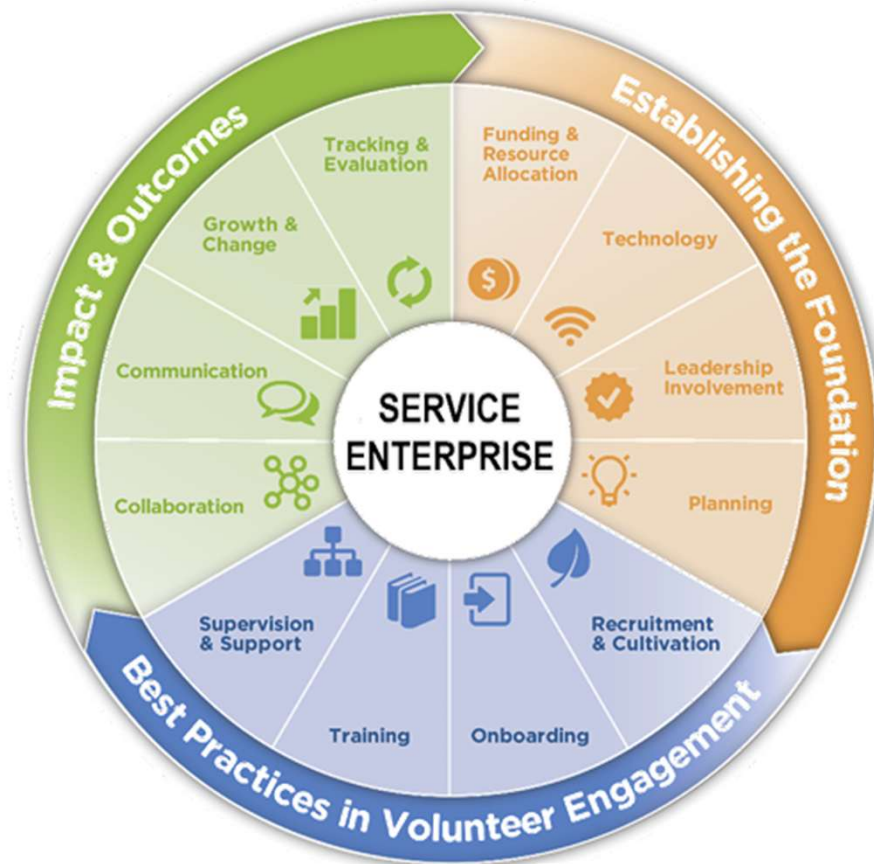 Establishing the Foundation
Funding &
Resource
Allocation
Technology
Leadership
Involvement
Planning
Best Practices in Volunteer Engagement
Recruitment
& Cultivation
Onboarding
Training
Supervision
& Support
Impact & Outcomes
Collaboration
Communication
Growth &
Change
Tracking &
Evaluation
SERVICE
ENTERPRISE
$